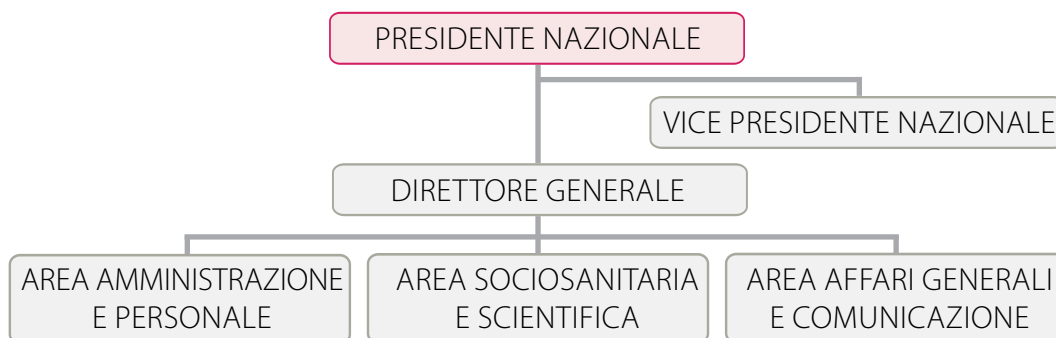 PRESIDENTE NAZIONALE
VICE PRESIDENTE NAZIONALE
DIRETTORE GENERALE
AREA AMMINISTRAZIONE
E PERSONALE
AREA SOCIOSANITARIA
E SCIENTIFICA
AREA AFFARI GENERALI
E COMUNICAZIONE